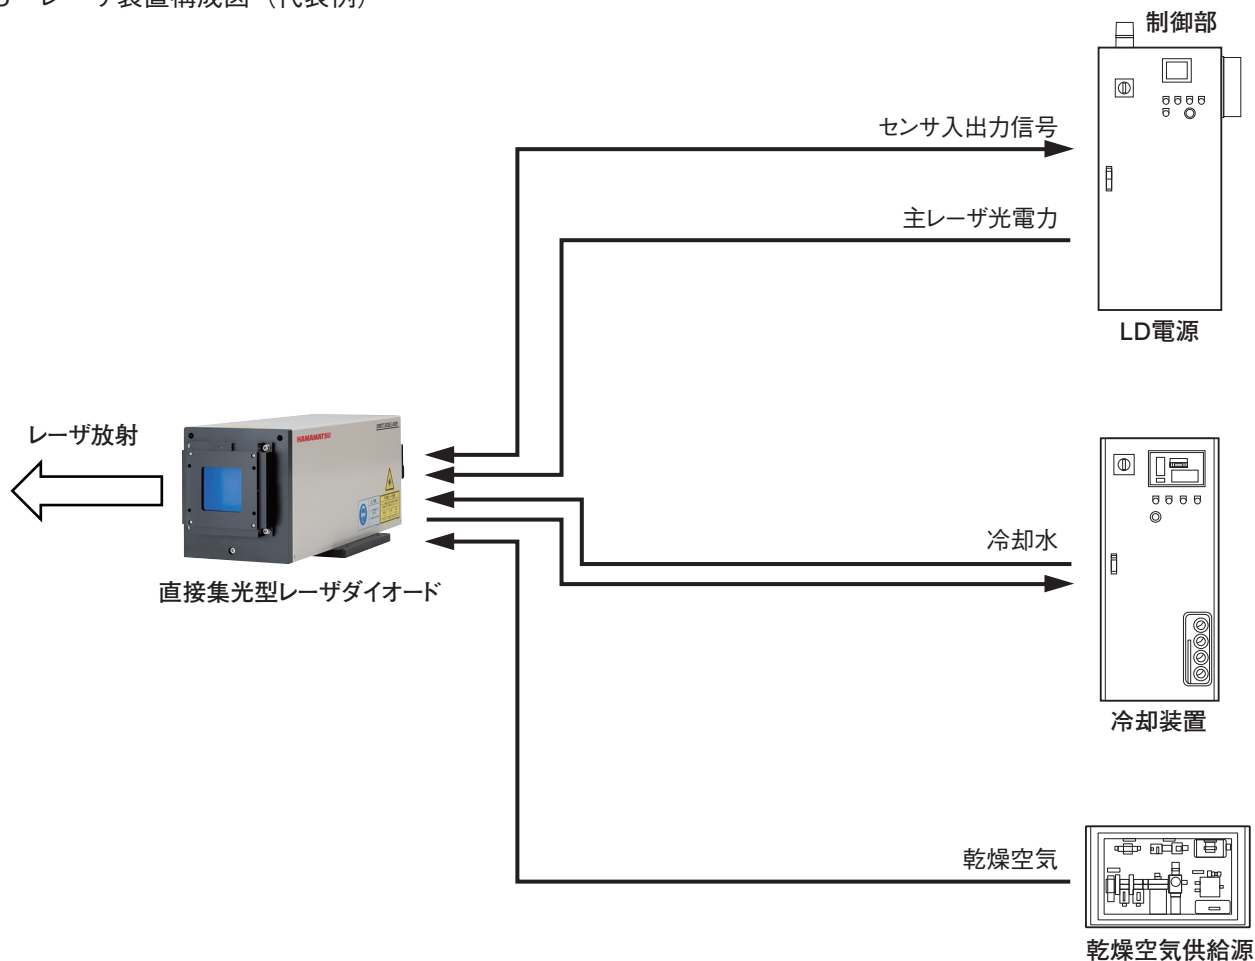 レーザ装置構成図（代表例）
制御部
センサ入出力信号
主レーザ光電力
LD電源
レーザ放射
HAMAMATSU
直接集光型レーザダイオード
冷却水
冷却装置
乾燥空気
乾燥空気供給源